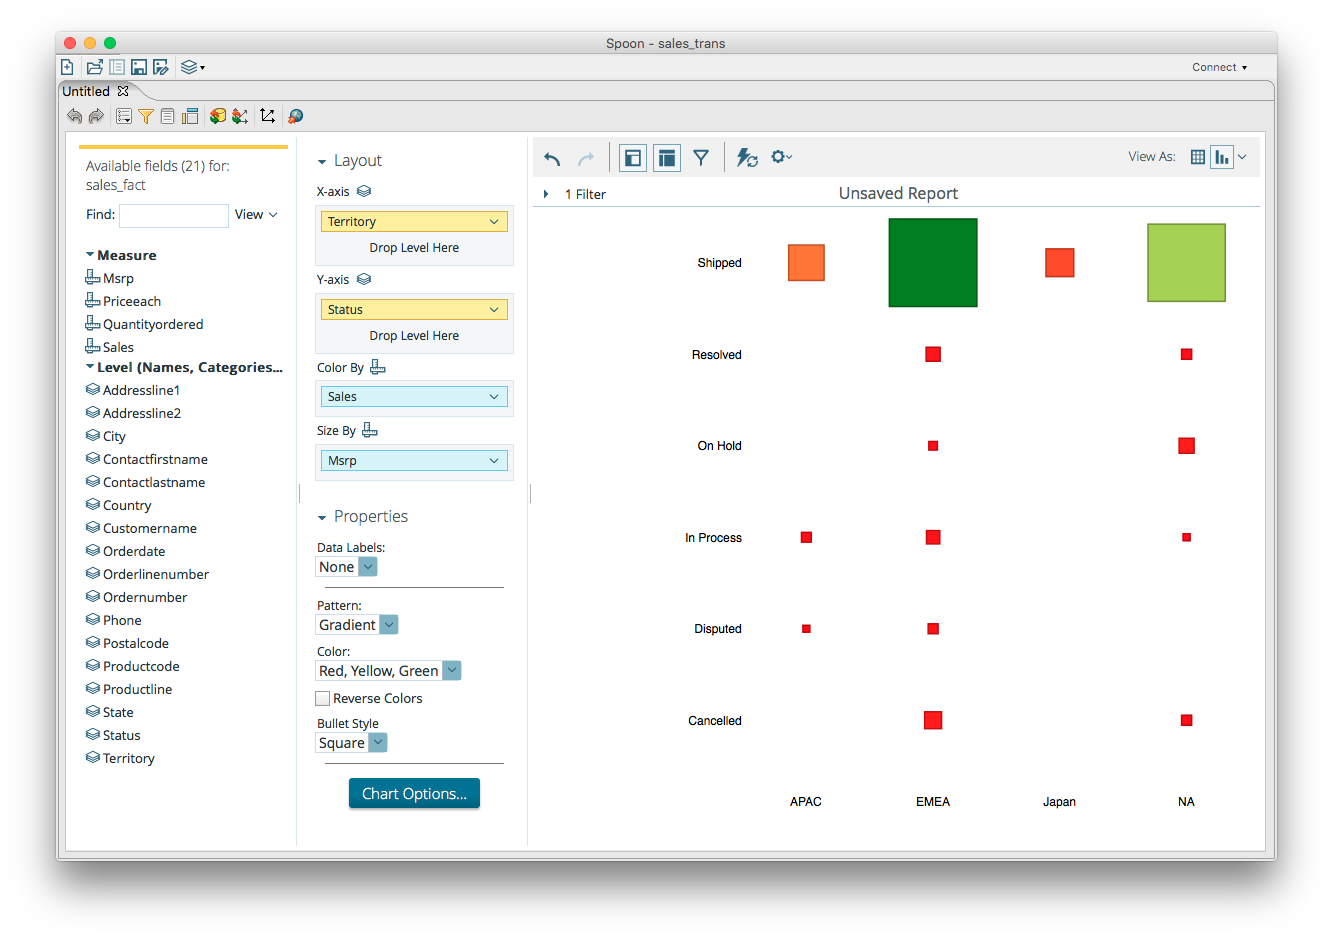 Spoon - sales_trans
Connect
Untitled
Available fields (21) for:
sales_fact
Find:
View
Measure
Msrp
Priceeach
Quantityordered
Sales
Level (Names, Categories...
Addressline1
Addressline2
City
Contactfirstname
Contactlastname
Country
Customername
Orderdate
Orderlinenumber
Ordernumber
Phone
Postalcode
Productcode
Productline
State
Status
Territory
Layout
X-axis
Territory
Drop Level Here
Y-axis
Status
Drop Level Here
Color By
Sales
Size By
Msrp
Properties
Data Labels:
None
Pattern:
Gradient
Color:
Red, Yellow, Green
Reverse Colors
Bullet Style
Square
Chart Options...
View As:
1 Filter
Unsaved Report
Shipped
Resolved
On Hold
In Process
Disputed
Cancelled
APAC
EMEA
Japan
NA